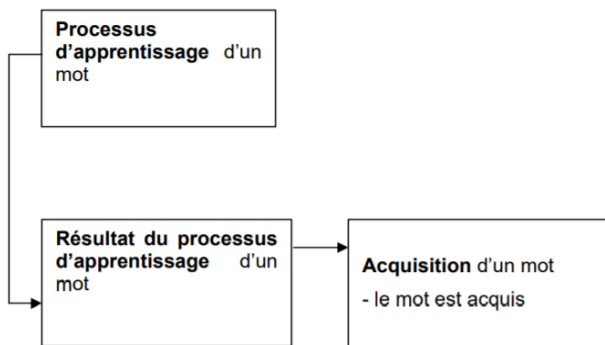 Processus
d'apprentissage d'un
mot
Résultat du processus
d'apprentissage d'un
mot
Acquisition d'un mot
- le mot est acquis